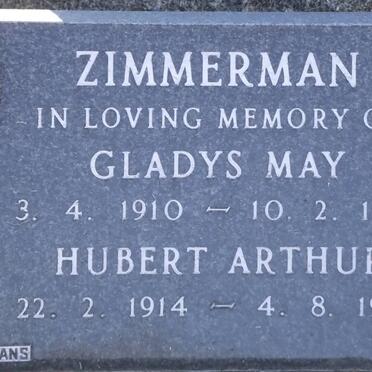 ZIMMERMAN
IN LOVING MEMORY O
GLADYS MAY
3. 4. 1910 – 10. 2. 1
HUBERT ARTHUR
22. 2. 1914 – 4. 8. 19
ANS